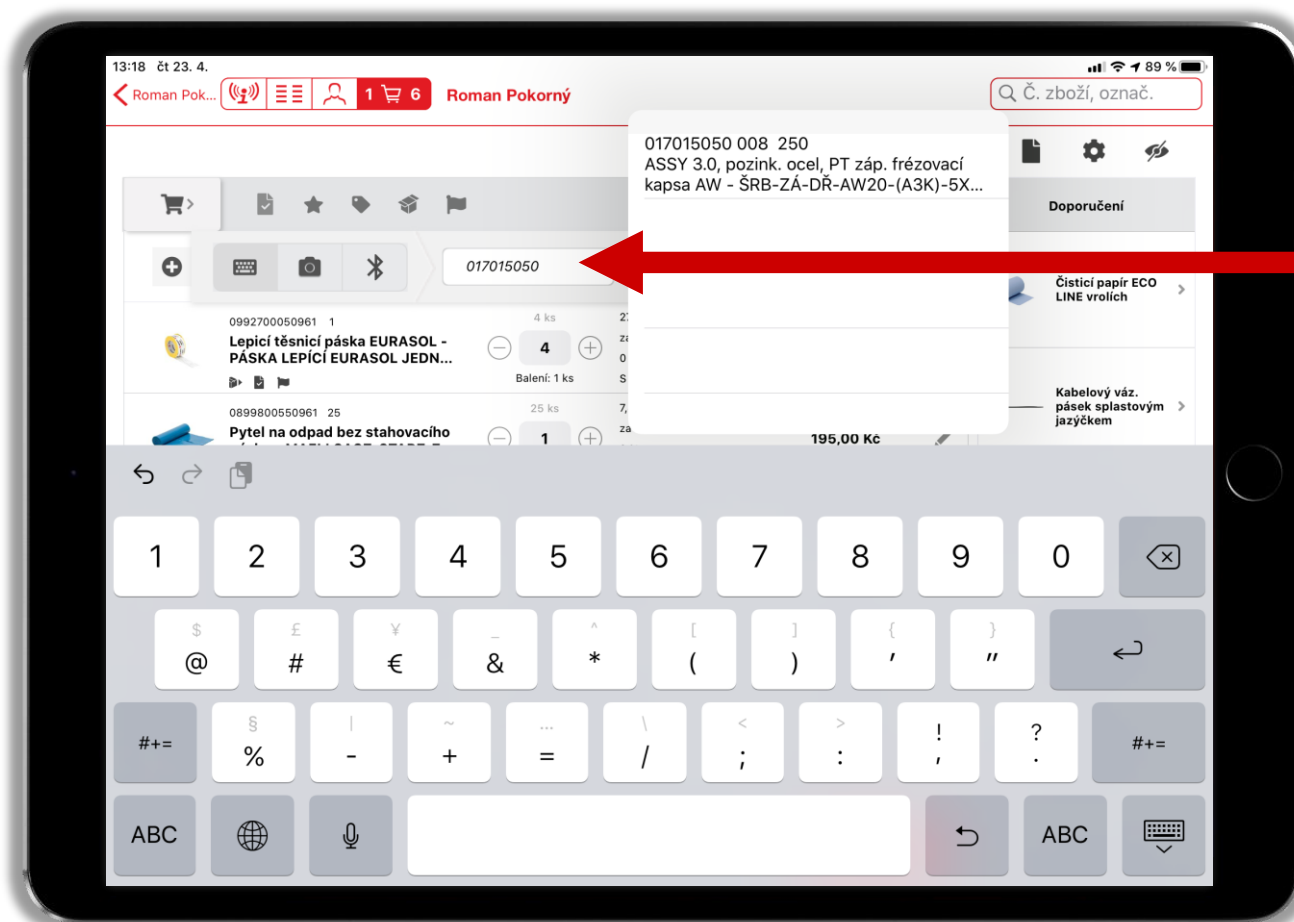 13:18 čt 23. 4.
89 %
Roman Pok...
1 6
Roman Pokorný
Č. zboží, označ.
017015050 008 250
ASSY 3.0, pozink. ocel, PT záp. frézovací
kapsa AW - ŠRB-ZÁ-DŘ-AW20-(A3K)-5X...
Doporučení
017015050
Čisticí papír ECO
LINE vrolích
0992700050961 1
Lepicí těsnicí páska EURASOL -
PÁSKA LEPÍCÍ EURASOL JEDN...
4 ks
4
Balení: 1 ks
Kabelový váz.
pásek splastovým
jazýčkem
0899800550961 25
Pytel na odpad bez stahovacího
25 ks
1
7,
za
195,00 Kč
1 2 3 4 5 6 7 8 9 0
$ £ ¥ _ ^ [ ] { }
@ # € & * ( ) ' "
§ | ~ ... \ < >
#+= % - + = / ; : ! , ? . #+=
ABC ABC